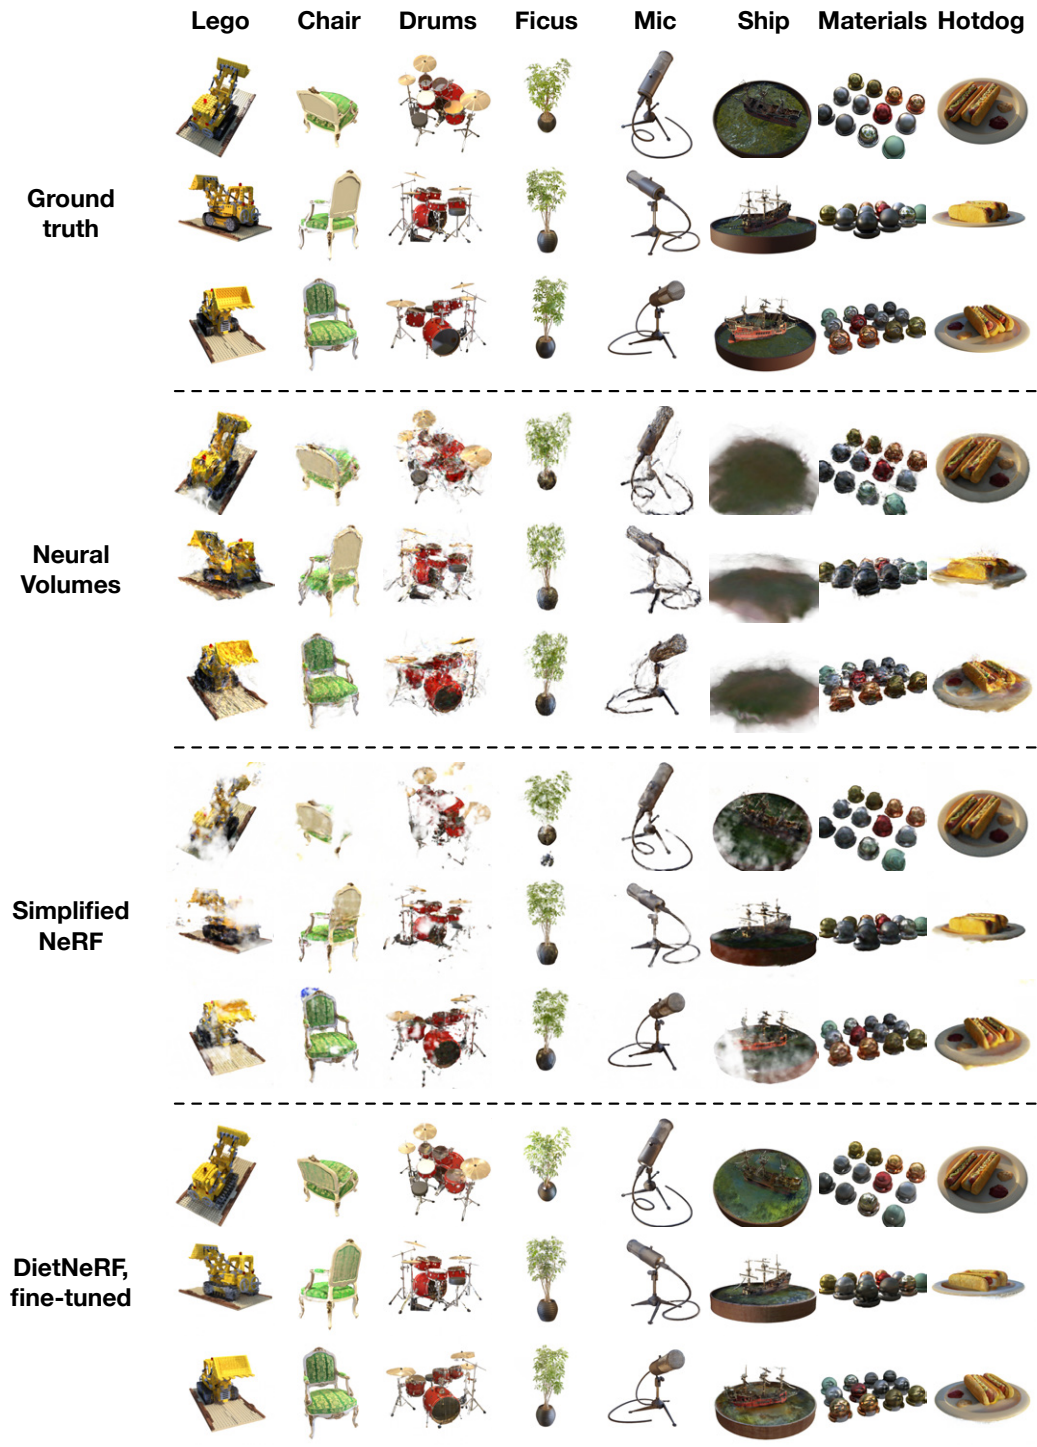 Lego Chair Drums Ficus Mic Ship Materials Hotdog
Ground
truth
Neural
Volumes
Simplified
NeRF
DietNeRF,
fine-tuned